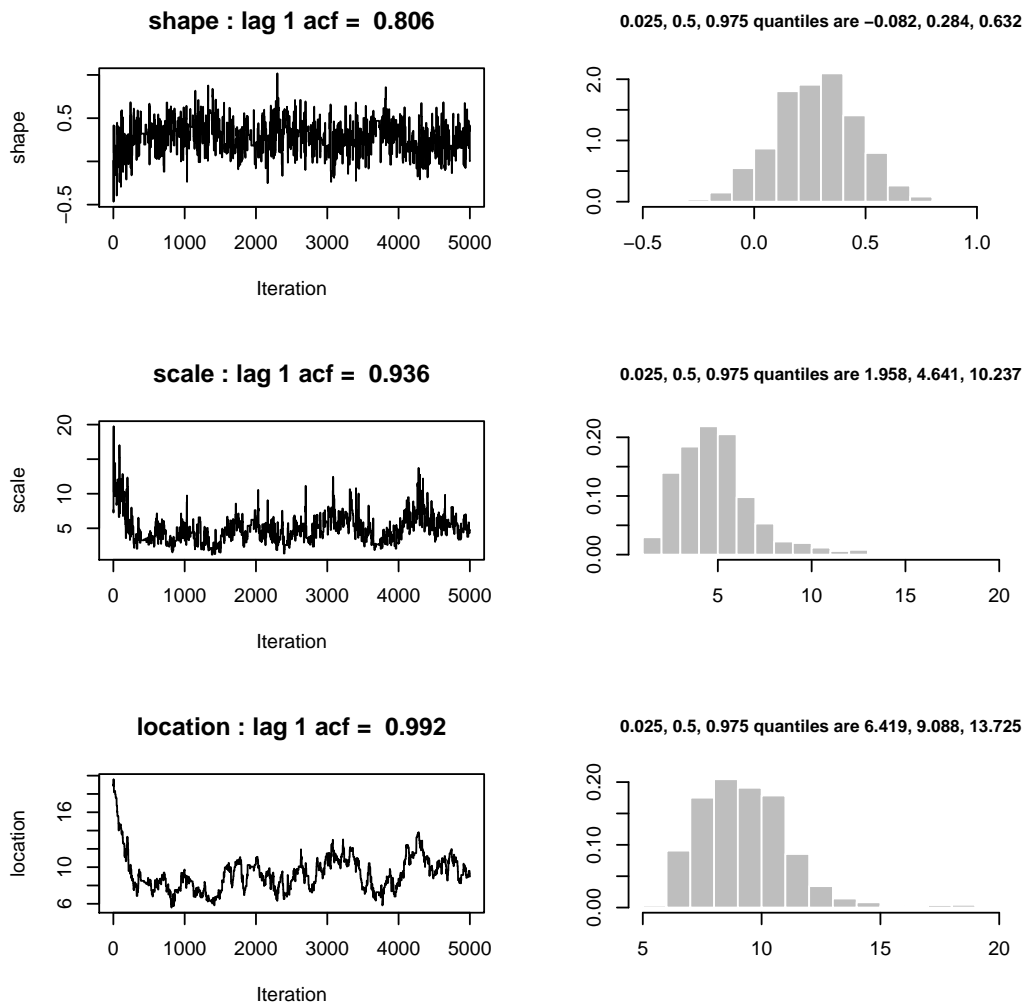 shape : lag 1 acf = 0.806
shape
−0.5
0.5
0 1000 2000 3000 4000 5000
Iteration
0.025, 0.5, 0.975 quantiles are −0.082, 0.284, 0.632
0.0 1.0 2.0
−0.5 0.0 0.5 1.0
scale : lag 1 acf = 0.936
scale
5 10 20
0 1000 2000 3000 4000 5000
Iteration
0.025, 0.5, 0.975 quantiles are 1.958, 4.641, 10.237
0.00 0.10 0.20
5 10 15 20
location : lag 1 acf = 0.992
location
6 10 16
0 1000 2000 3000 4000 5000
Iteration
0.025, 0.5, 0.975 quantiles are 6.419, 9.088, 13.725
0.00 0.10 0.20
5 10 15 20